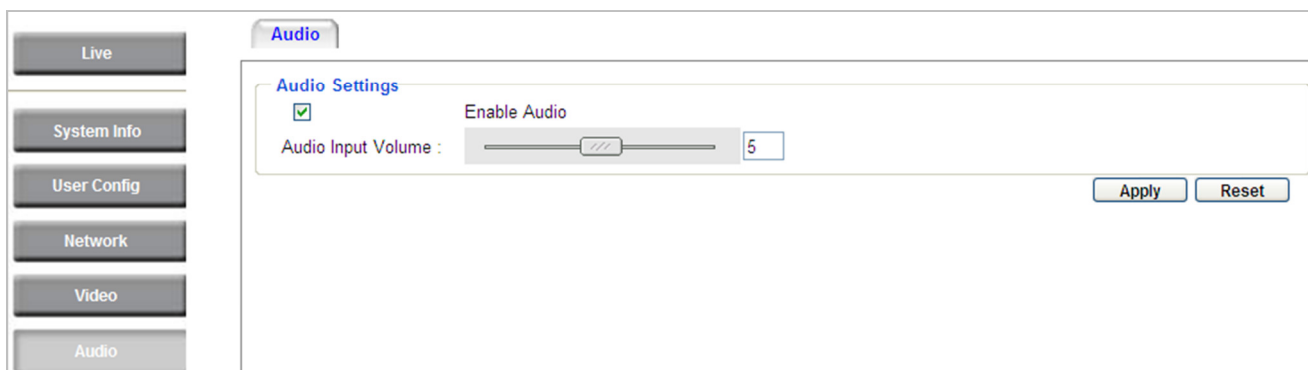 Live
System Info
User Config
Network
Video
Audio
Audio
Audio Settings
Enable Audio
Audio Input Volume :
5
Apply
Reset